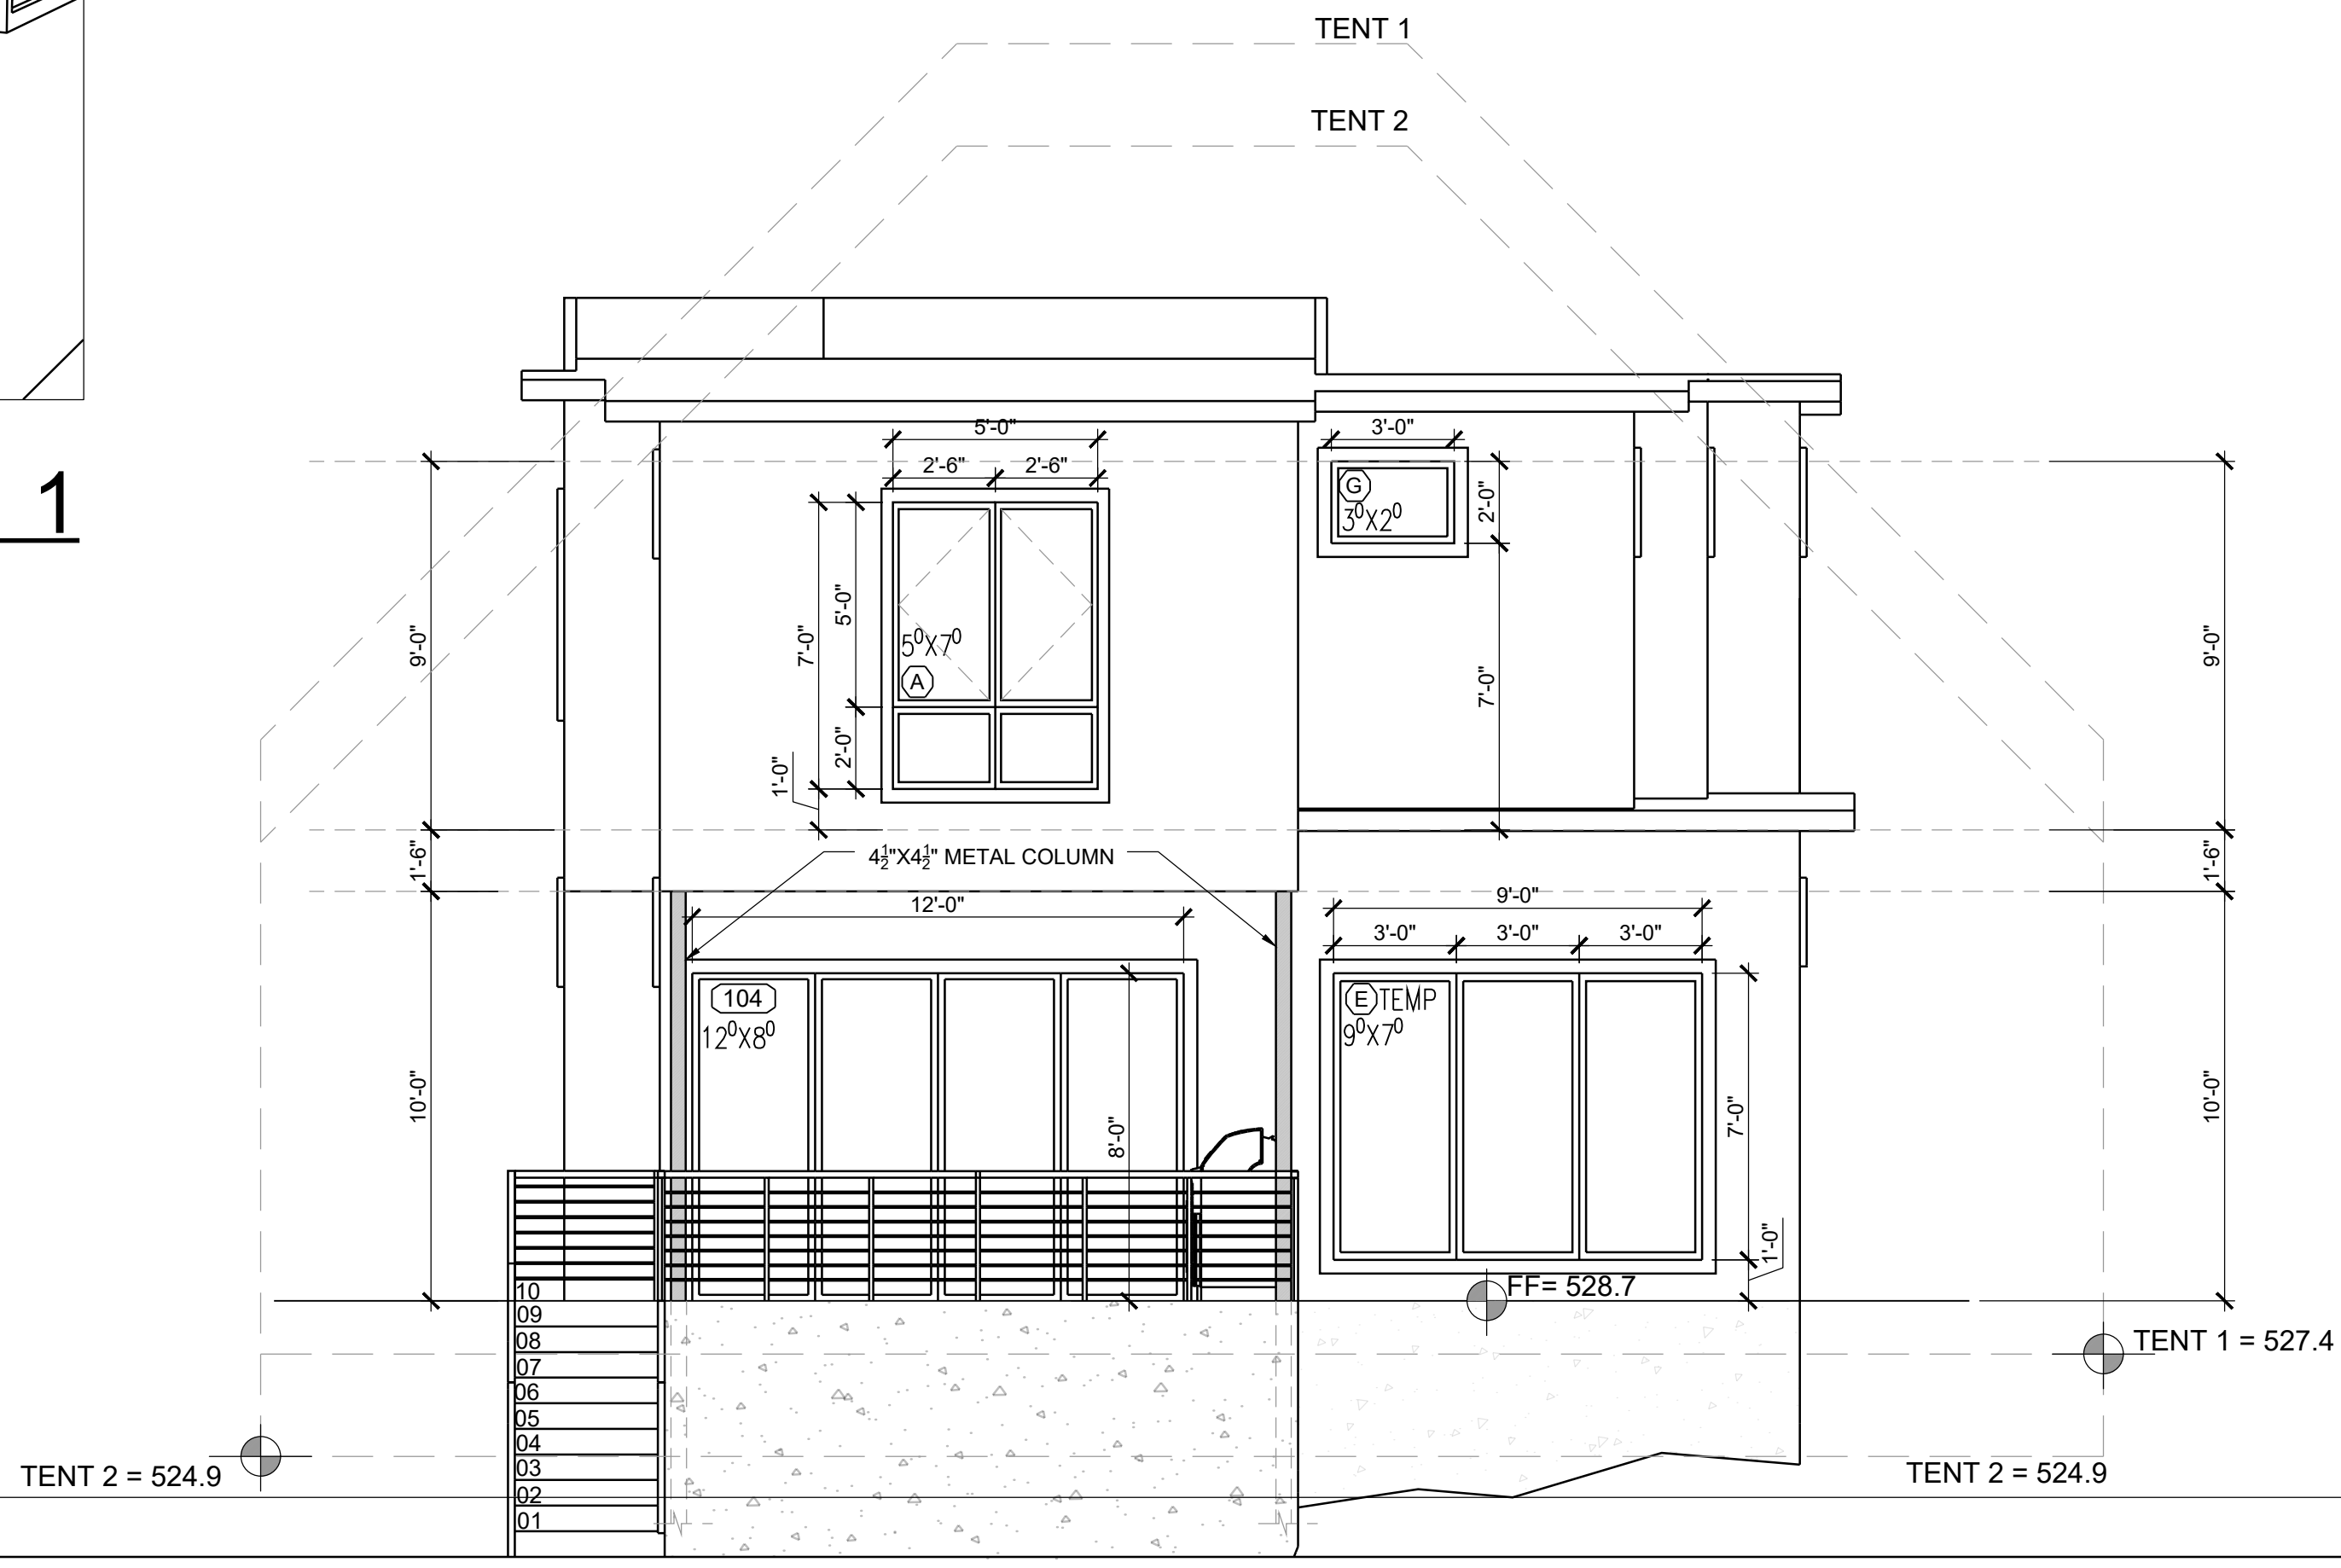 TENT 1
TENT 2
5'-0"
3'-0"
2'-6" 2'-6"
1
G
3⁰X2⁰
2'-0"
9'-0"
7'-0"
5'-0"
5⁰X7⁰
A
7'-0"
9'-0"
2'-0"
1'-0"
1'-6"
4½"X4½" METAL COLUMN
1'-6"
12'-0"
9'-0"
3'-0" 3'-0" 3'-0"
104
12⁰X8⁰
E TEMP
9⁰X7⁰
10'-0"
8'-0"
7'-0"
10'-0"
1'-0"
FF= 528.7
10
09
08
07
06
05
04
03
02
01
TENT 1 = 527.4
TENT 2 = 524.9
TENT 2 = 524.9